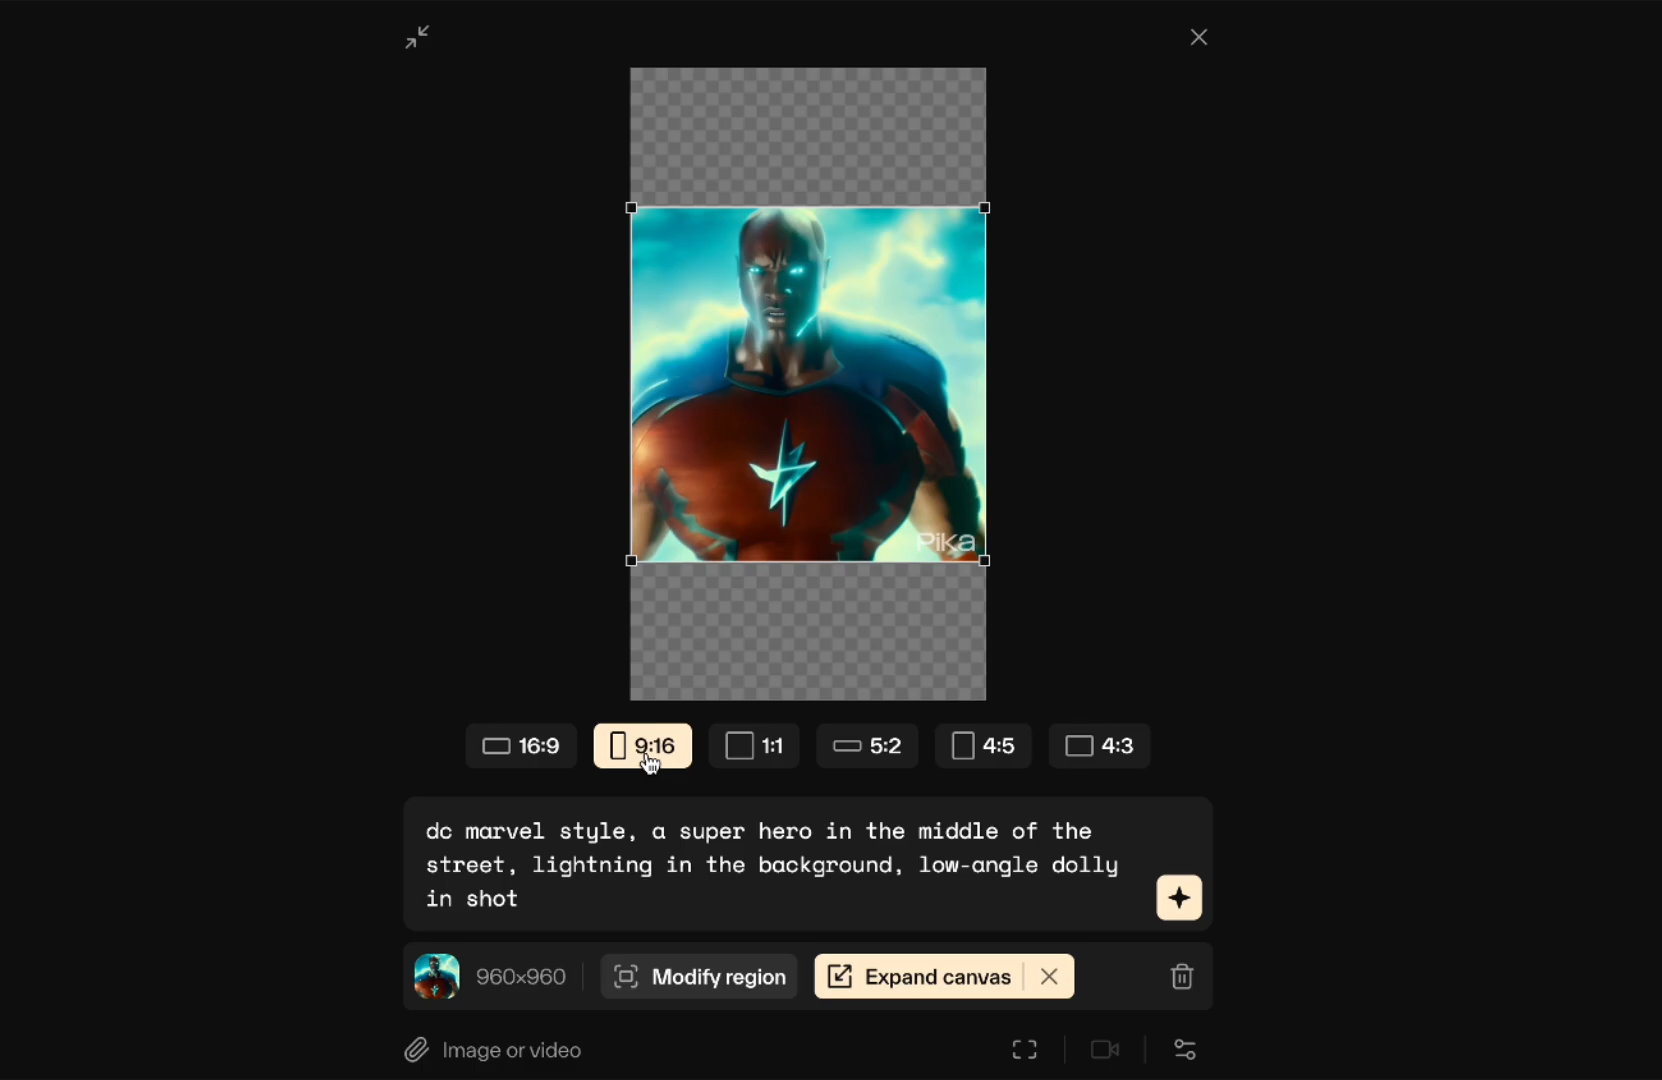 Pika
16:9
9:16
1:1
5:2
4:5
4:3
dc marvel style, a super hero in the middle of the
street, lightning in the background, low-angle dolly
in shot
960×960
Modify region
Expand canvas
Image or video